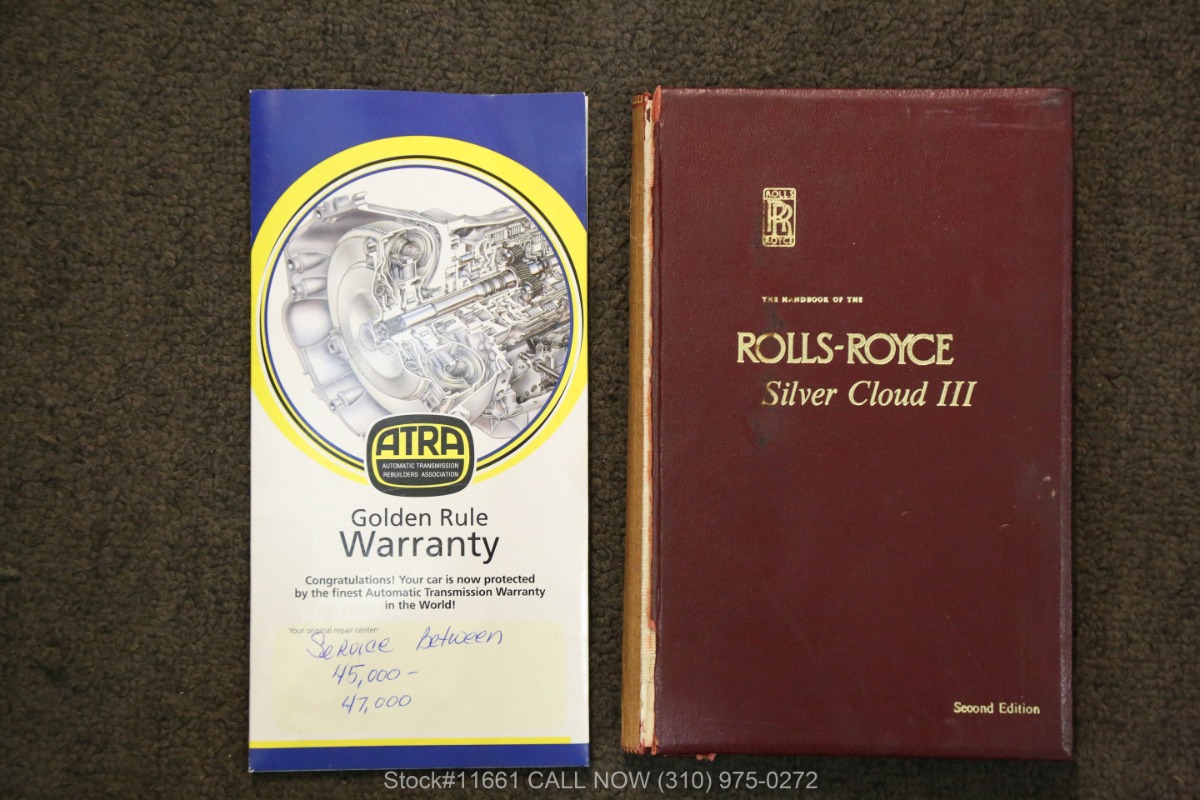 ATRA
AUTOMATIC TRANSMISSION
REBUILDERS ASSOCIATION
Golden Rule
Warranty
Congratulations! Your car is now protected
by the finest Automatic Transmission Warranty
in the World!
Your original repair center:
Service Between
45,000-
47,000
ROLLS
RR
ROYCE
THE HANDBOOK OF THE
ROLLS-ROYCE
Silver Cloud III
Second Edition
Stock#11661 CALL NOW (310) 975-0272